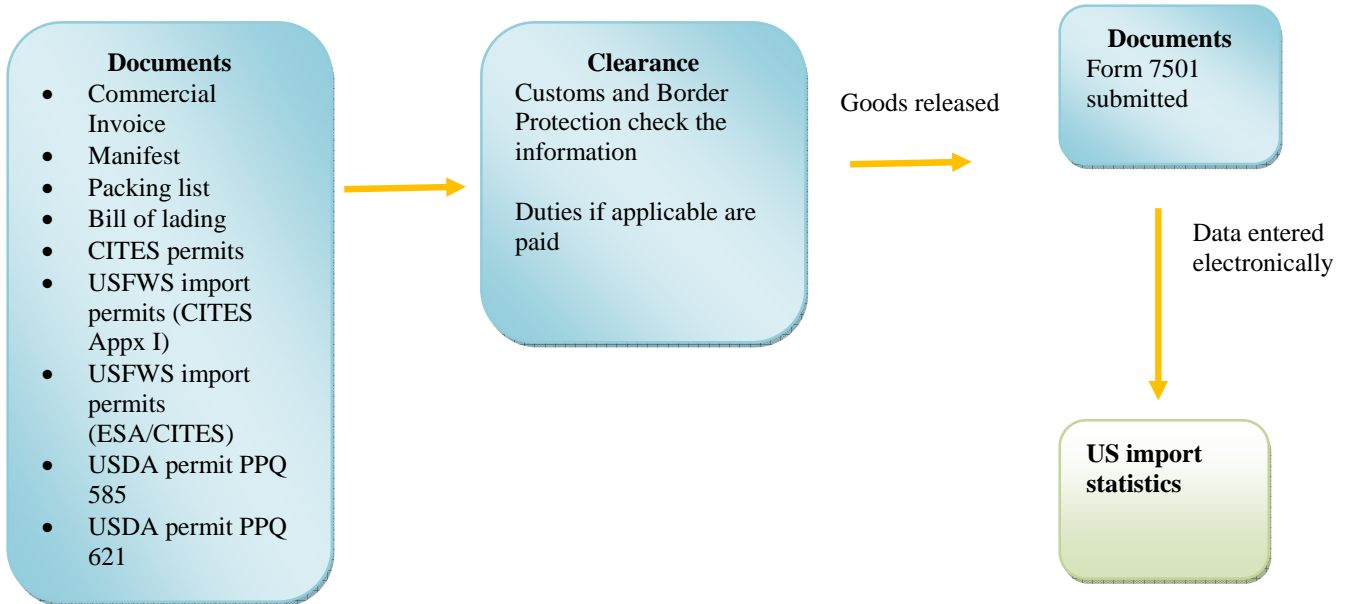 Documents
• Commercial
Invoice
• Manifest
• Packing list
• Bill of lading
• CITES permits
• USFWS import
permits (CITES
Appx I)
• USFWS import
permits
(ESA/CITES)
• USDA permit PPQ
585
• USDA permit PPQ
621
Clearance
Customs and Border
Protection check the
information
Duties if applicable are
paid
Goods released
Documents
Form 7501
submitted
Data entered
electronically
US import
statistics